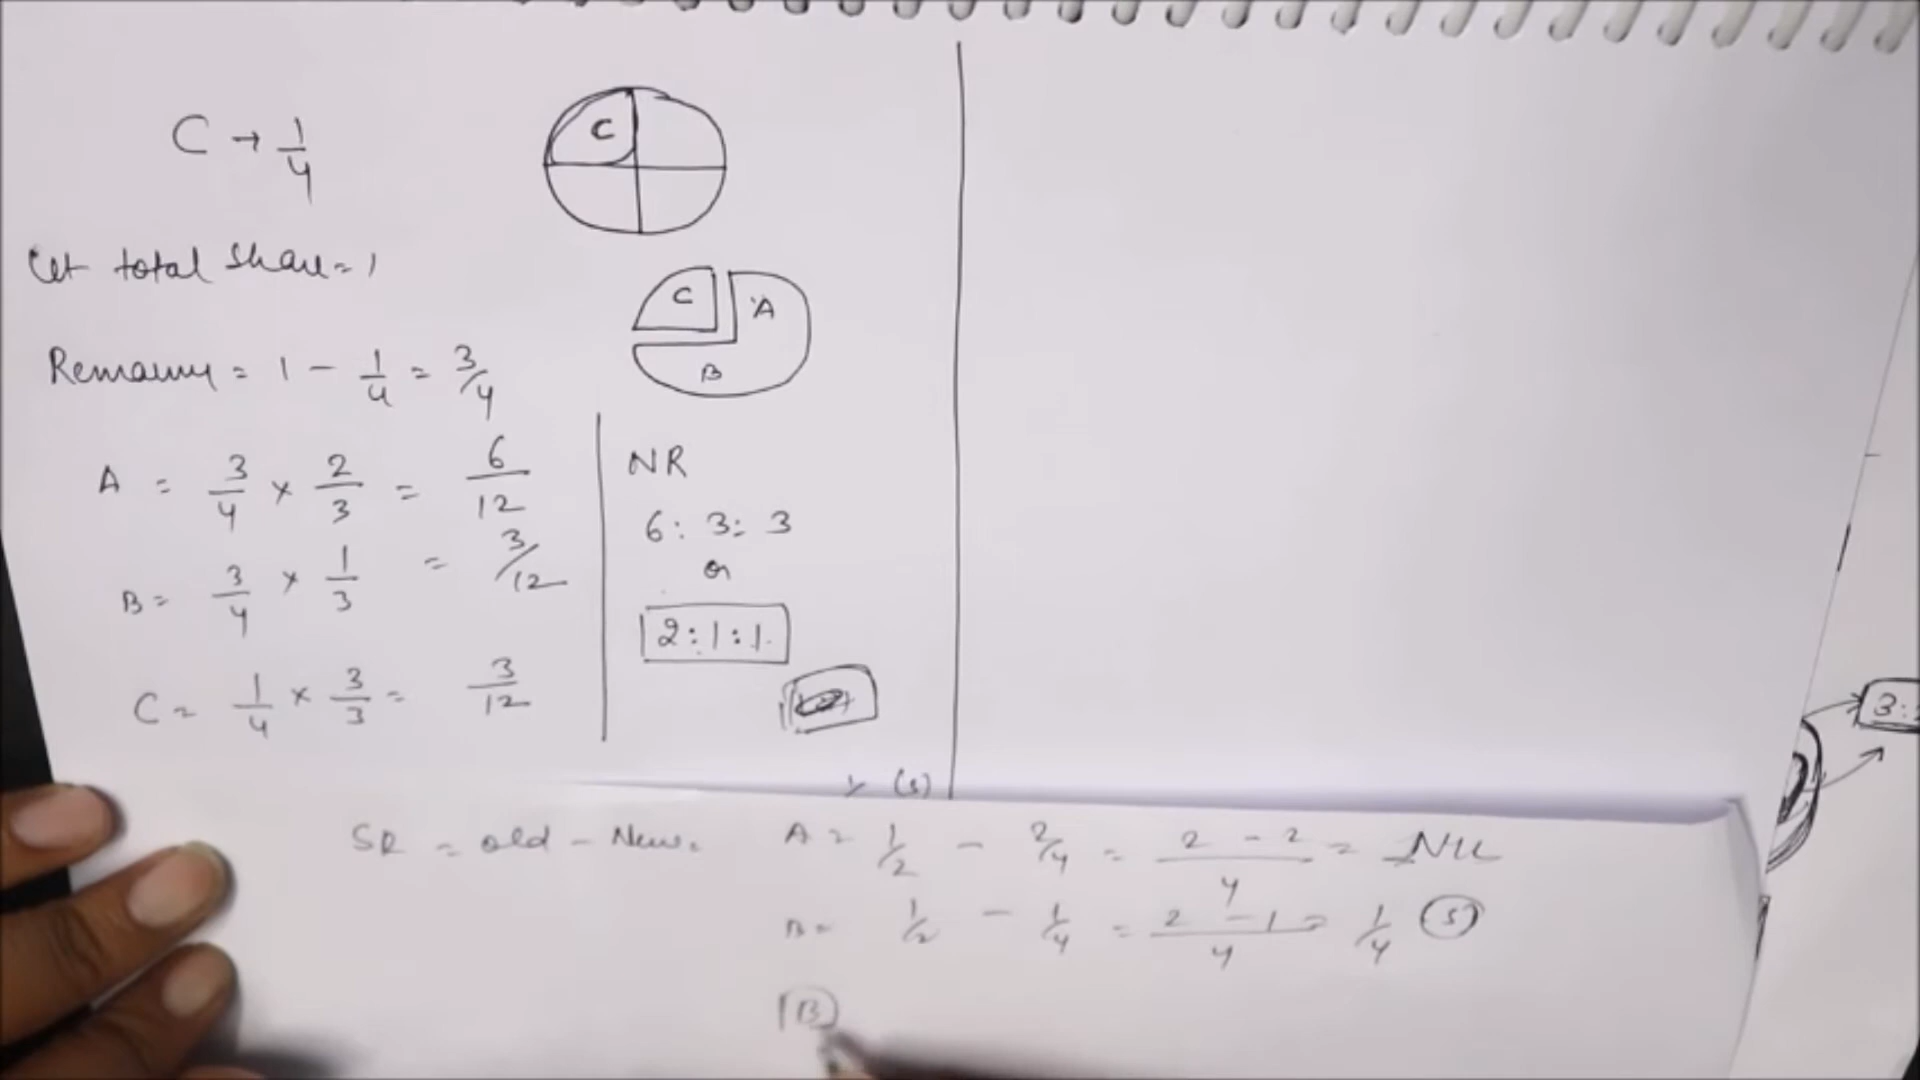 C → 1/4
C
Let total share = 1
C A
B
Remaining = 1 - 1/4 = 3/4
A = 3/4 × 2/3 = 6/12
B = 3/4 × 1/3 = 3/12
C = 1/4 × 3/3 = 3/12
NR
6 : 3 : 3
or
2 : 1 : 1
(s)
SR = old - New.
A = 1/2 - 2/4 = 2 - 2/4 = Nil
B = 1/2 - 1/4 = 2 - 1/4 = 1/4 (s)
B
3: